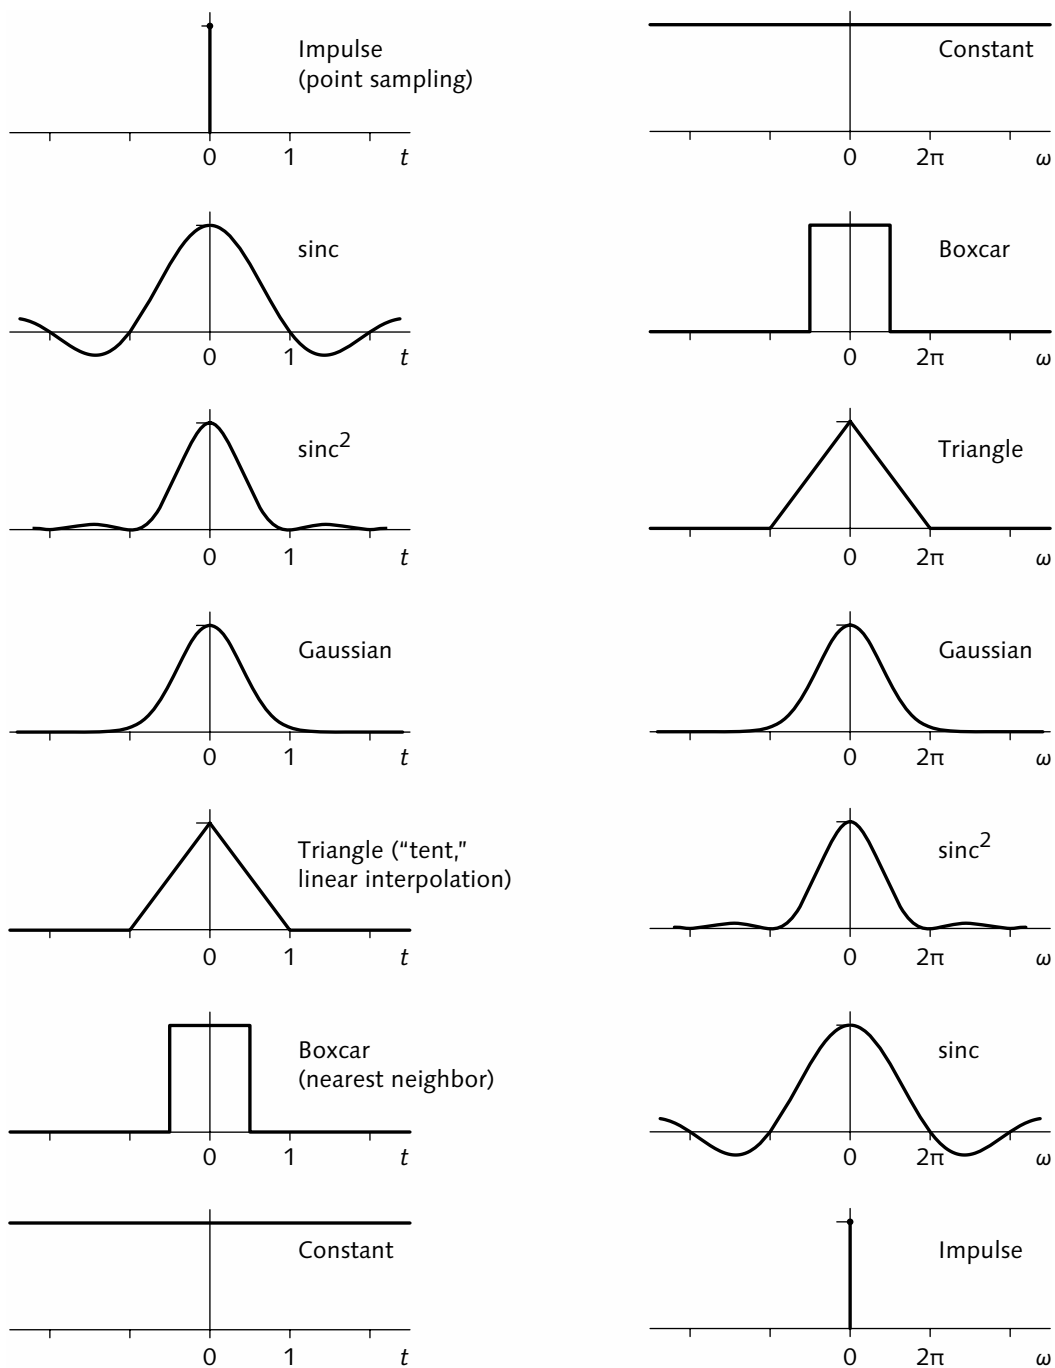 Impulse
(point sampling)
0 1 t
Constant
0 2π ω
sinc
0 1 t
Boxcar
0 2π ω
sinc2
0 1 t
Triangle
0 2π ω
Gaussian
0 1 t
Gaussian
0 2π ω
Triangle (“tent,”
linear interpolation)
0 1 t
sinc2
0 2π ω
Boxcar
(nearest neighbor)
0 1 t
sinc
0 2π ω
Constant
0 1 t
Impulse
0 2π ω